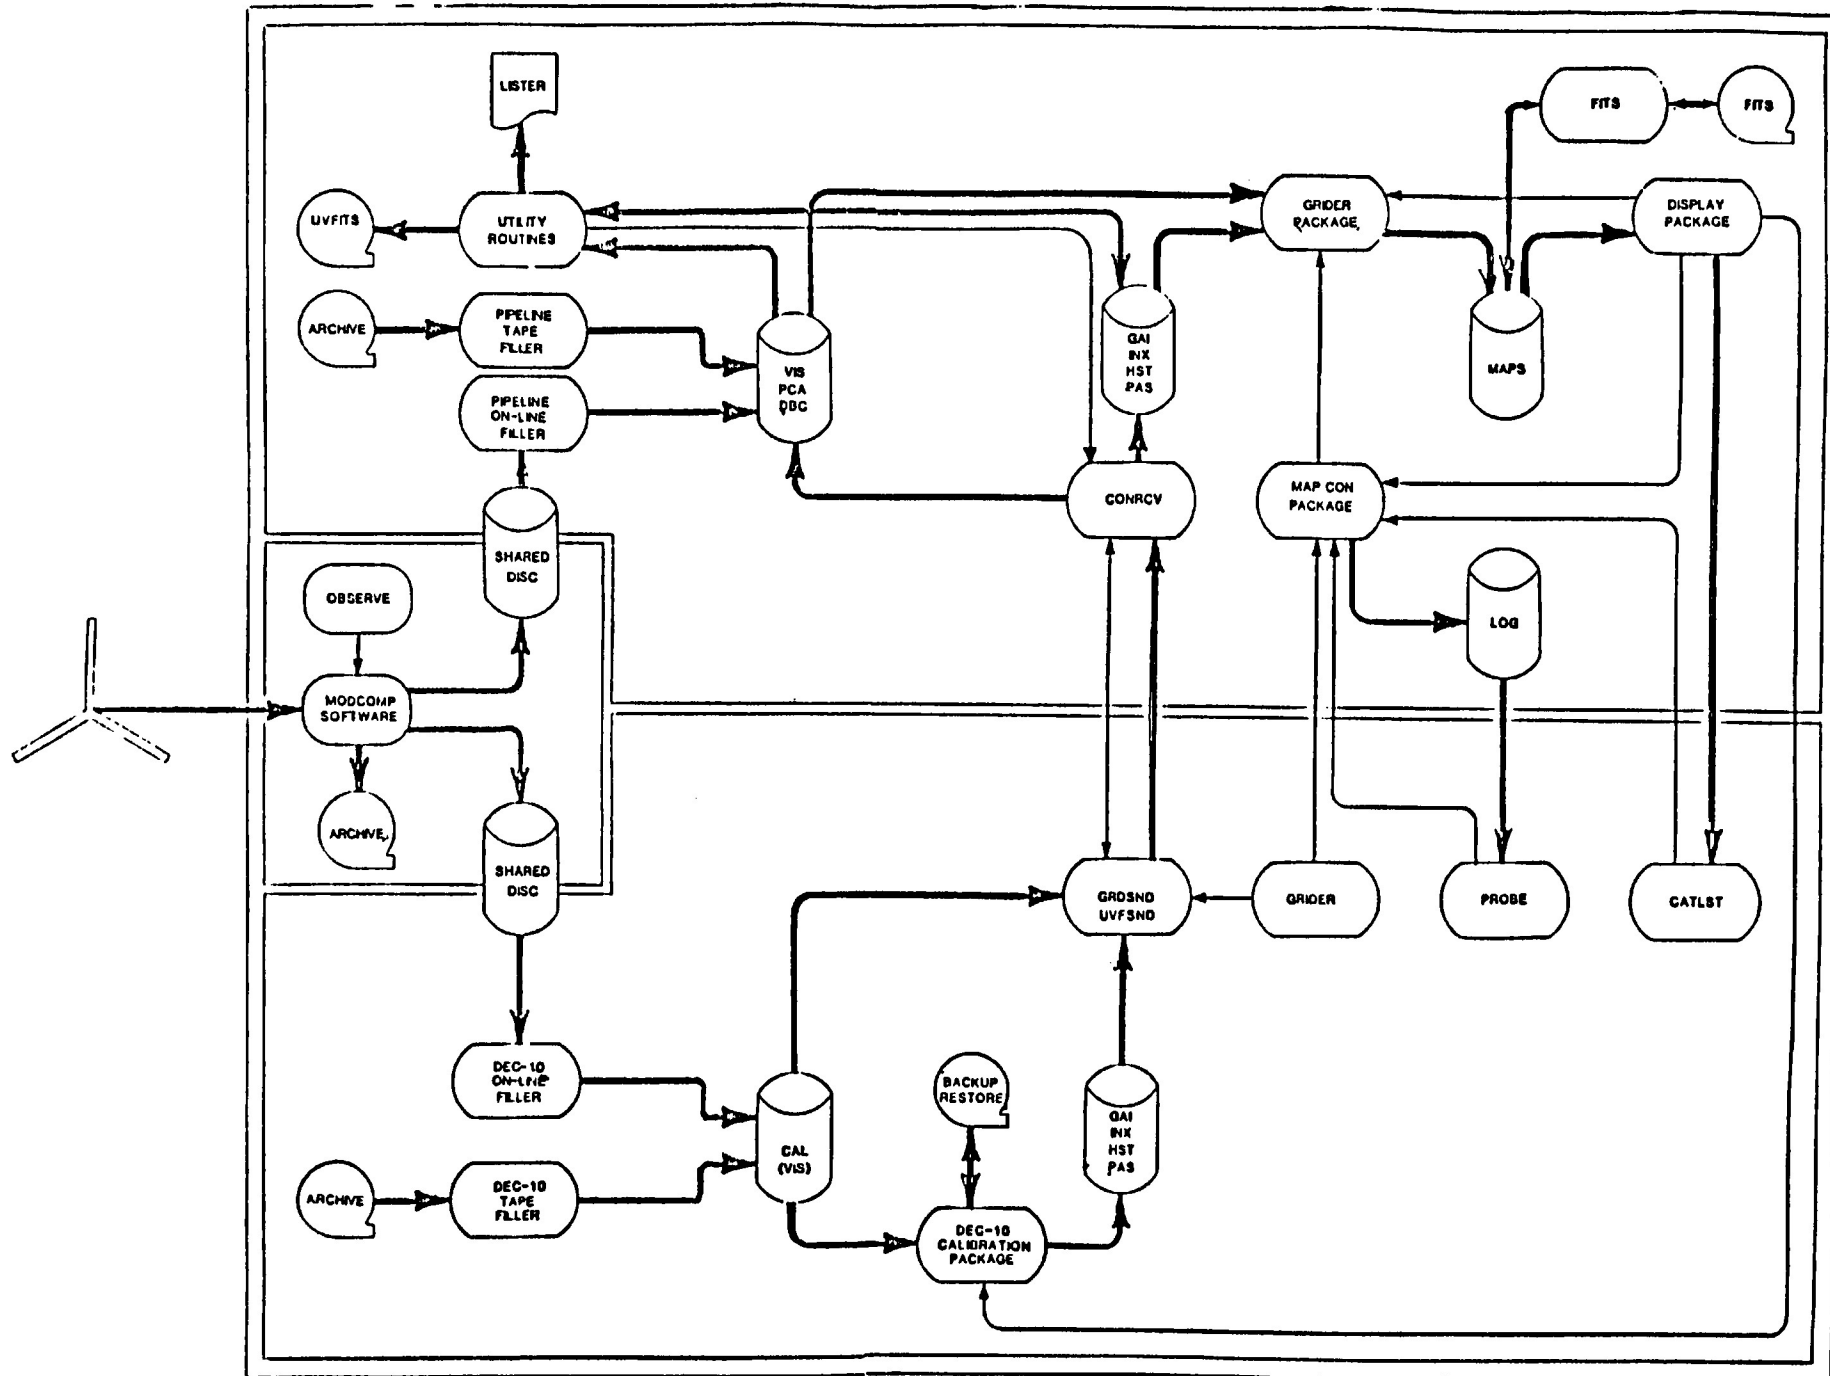 LISTER
FITS
FITS
UVFITS
UTILITY
ROUTINES
GRIDER
PACKAGE
DISPLAY
PACKAGE
ARCHIVE
PIPELINE
TAPE
FILLER
PIPELINE
ON-LINE
FILLER
VIS
PCA
DBC
GAI
INX
HST
PAS
MAPS
CONRCV
MAP CON
PACKAGE
SHARED
DISC
OBSERVE
LOG
MODCOMP
SOFTWARE
ARCHIVE
SHARED
DISC
GRDSND
UVFSND
GRIDER
PROBE
CATLST
DEC-10
ON-LINE
FILLER
BACKUP
RESTORE
CAL
(VIS)
GAI
INX
HST
PAS
ARCHIVE
DEC-10
TAPE
FILLER
DEC-10
CALIBRATION
PACKAGE